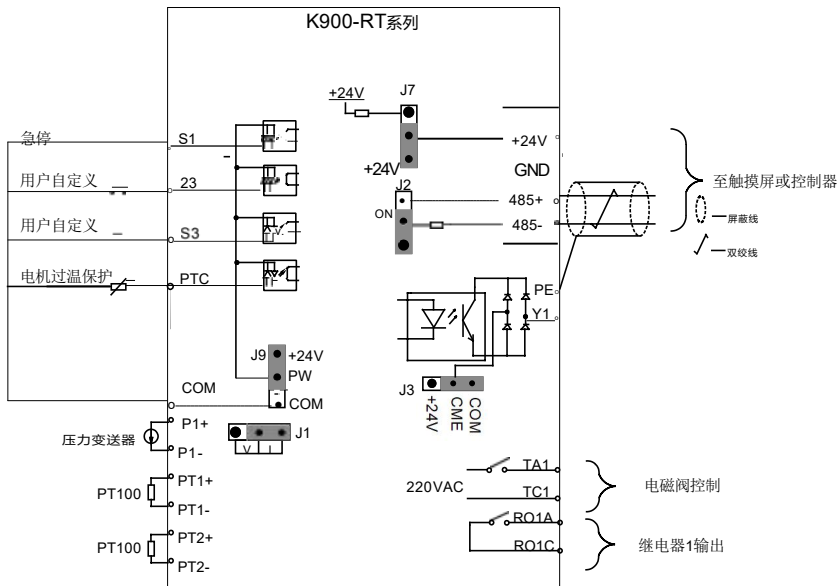 K900-RT系列
急停
S1
用户自定义
23
用户自定义
S3
电机过温保护
PTC
COM
J9
+24V
PW
COM
压力变送器
P1+
P1-
J1
V I
PT100
PT1+
PT1-
PT100
PT2+
PT2-
+24V
J7
+24V
+24V
GND
J2
ON
485+
485-
至触摸屏或控制器
屏蔽线
双绞线
PE
Y1
J3
+24V
CME
COM
220VAC
TA1
TC1
电磁阀控制
RO1A
RO1C
继电器1输出